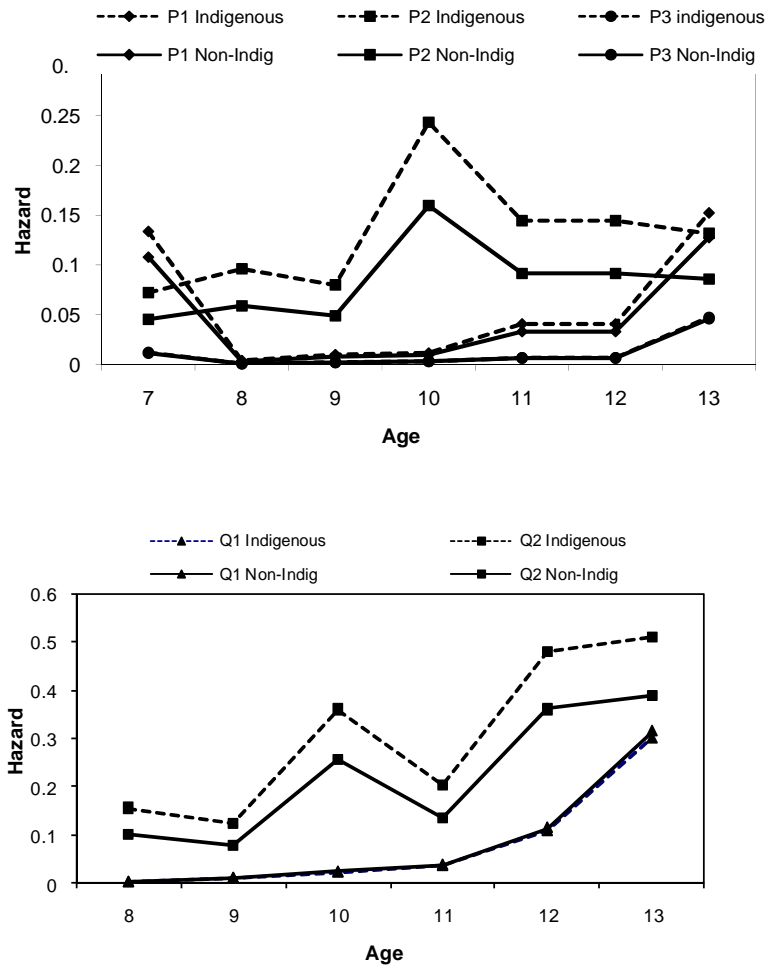 P1 Indigenous P2 Indigenous P3 indigenous
P1 Non-Indig P2 Non-Indig P3 Non-Indig
0.
0.25
0.2
0.15
0.1
0.05
0
Hazard
7 8 9 10 11 12 13
Age
Q1 Indigenous Q2 Indigenous
Q1 Non-Indig Q2 Non-Indig
0.6
0.5
0.4
0.3
0.2
0.1
0
Hazard
8 9 10 11 12 13
Age